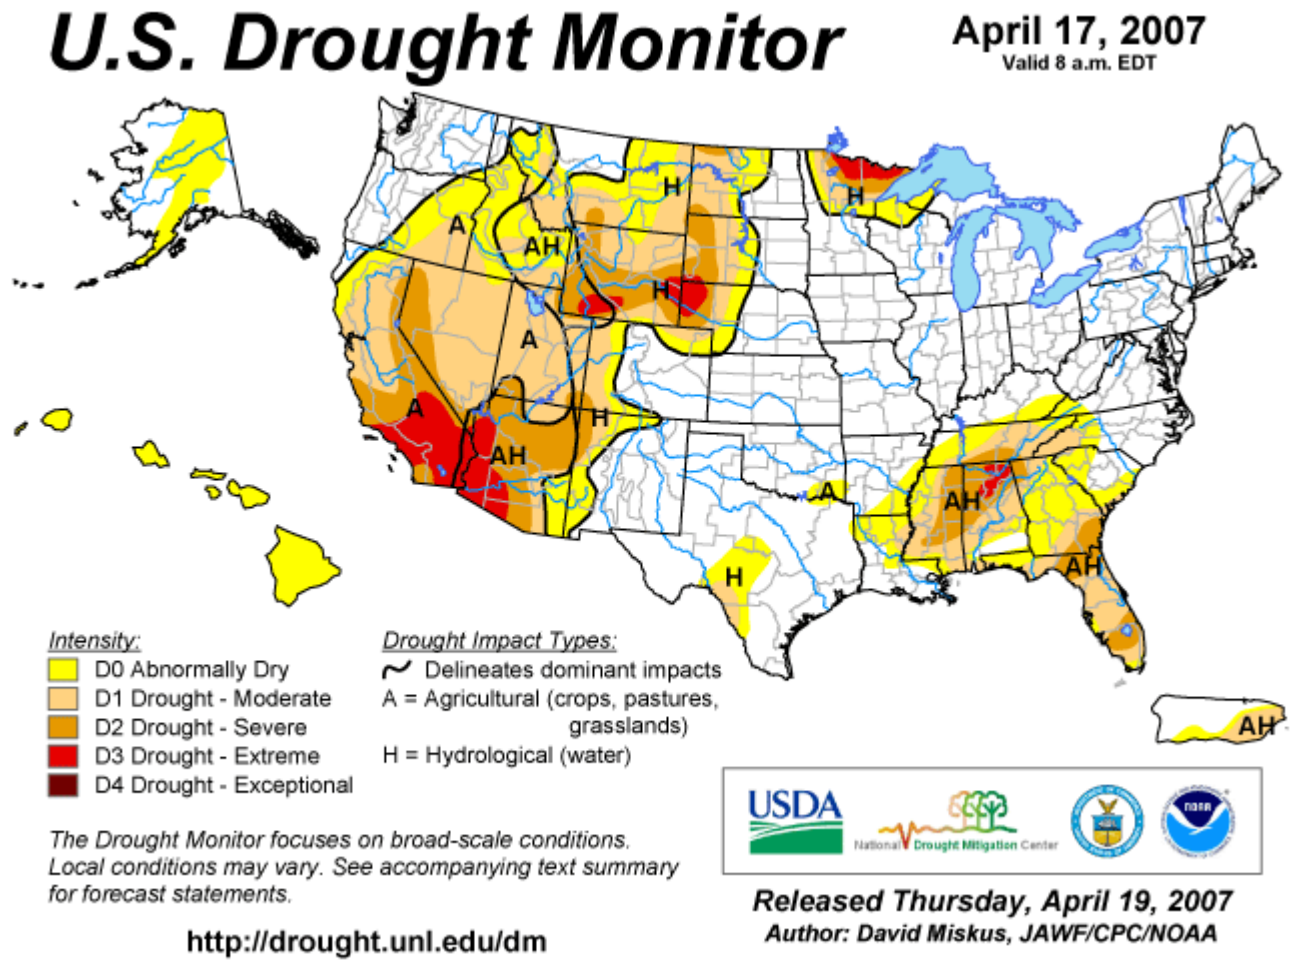 U.S. Drought Monitor
April 17, 2007
Valid 8 a.m. EDT
H
A
AH
H
H
A
A
H
AH
A
AH
H
AH
AH
Intensity:
D0 Abnormally Dry
D1 Drought - Moderate
D2 Drought - Severe
D3 Drought - Extreme
D4 Drought - Exceptional
Drought Impact Types:
Delineates dominant impacts
A = Agricultural (crops, pastures,
grasslands)
H = Hydrological (water)
The Drought Monitor focuses on broad-scale conditions.
Local conditions may vary. See accompanying text summary
for forecast statements.
http://drought.unl.edu/dm
USDA
National Drought Mitigation Center
NOAA
Released Thursday, April 19, 2007
Author: David Miskus, JAWF/CPC/NOAA